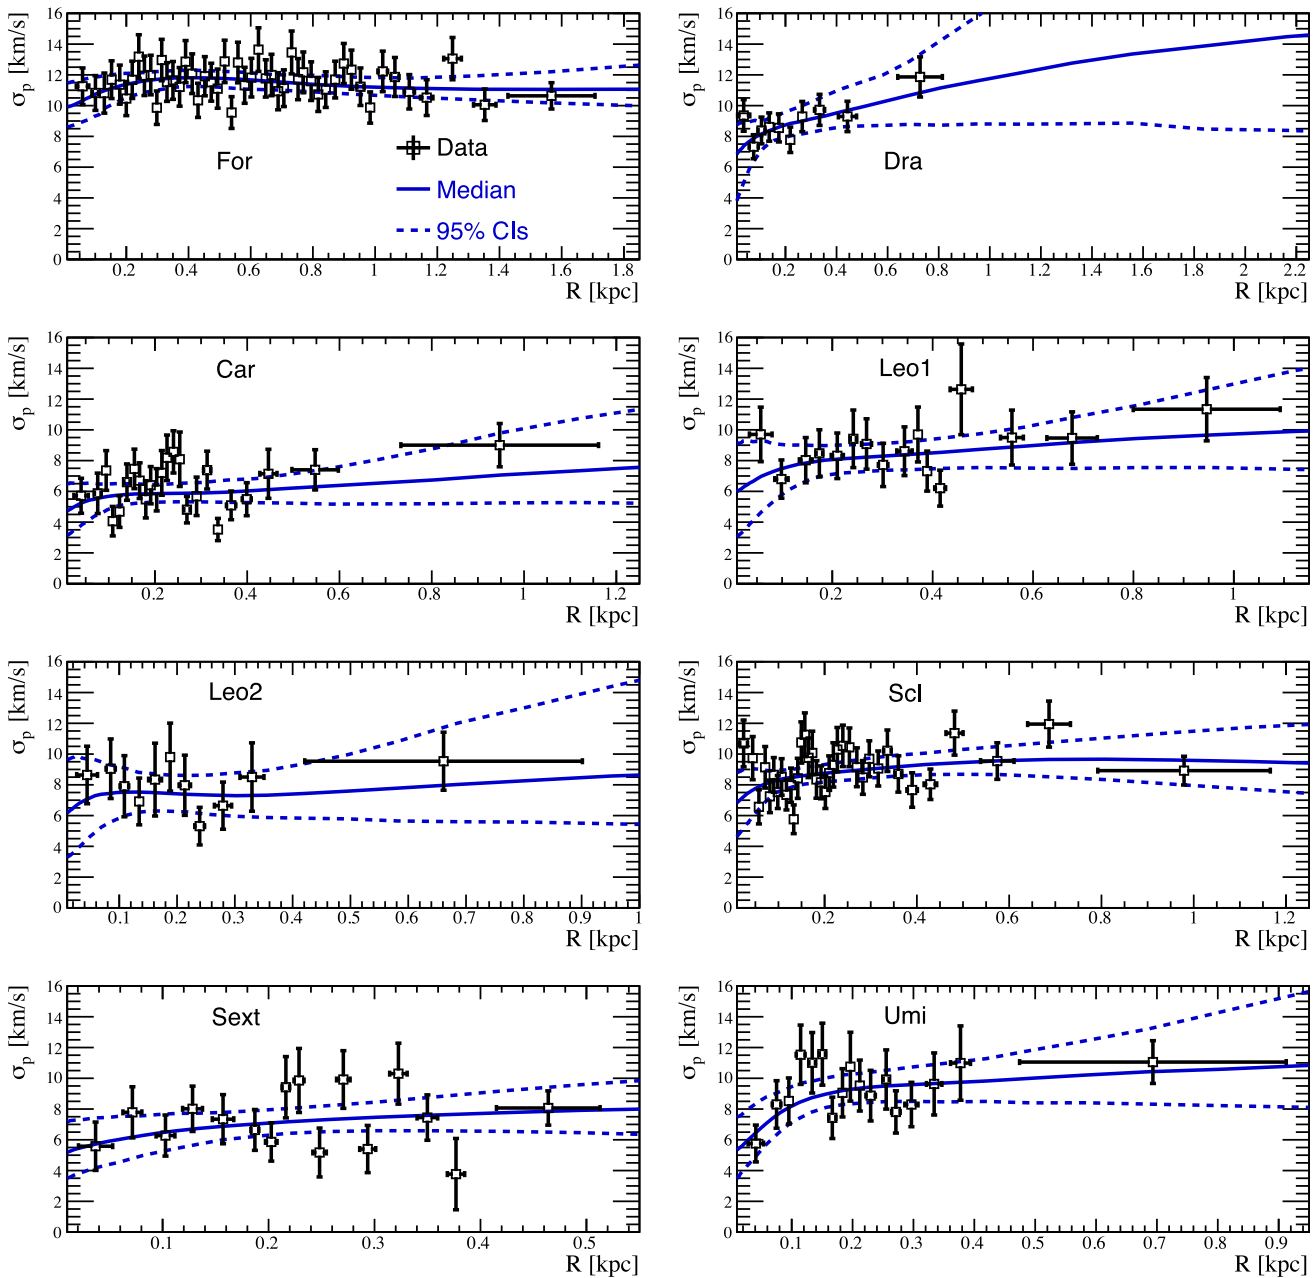 σp [km/s]
16
14
12
10
8
6
4
2
0
For
Data
Median
95% CIs
0.2 0.4 0.6 0.8 1 1.2 1.4 1.6 1.8
R [kpc]
σp [km/s]
16
14
12
10
8
6
4
2
0
Dra
0.2 0.4 0.6 0.8 1 1.2 1.4 1.6 1.8 2 2.2
R [kpc]
σp [km/s]
16
14
12
10
8
6
4
2
0
Car
0.2 0.4 0.6 0.8 1 1.2
R [kpc]
σp [km/s]
16
14
12
10
8
6
4
2
0
Leo1
0.2 0.4 0.6 0.8 1
R [kpc]
σp [km/s]
16
14
12
10
8
6
4
2
0
Leo2
0.1 0.2 0.3 0.4 0.5 0.6 0.7 0.8 0.9 1
R [kpc]
σp [km/s]
16
14
12
10
8
6
4
2
0
Scl
0.2 0.4 0.6 0.8 1 1.2
R [kpc]
σp [km/s]
16
14
12
10
8
6
4
2
0
Sext
0.1 0.2 0.3 0.4 0.5
R [kpc]
σp [km/s]
16
14
12
10
8
6
4
2
0
Umi
0.1 0.2 0.3 0.4 0.5 0.6 0.7 0.8 0.9
R [kpc]